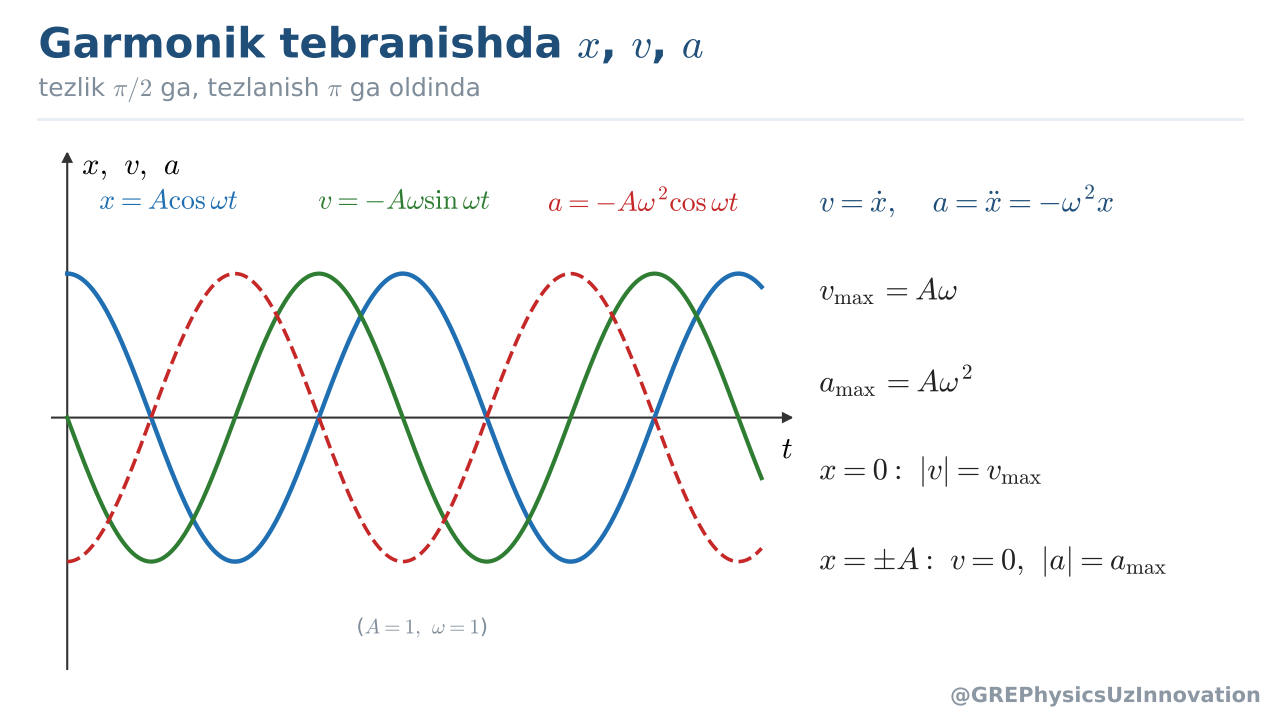 Garmonik tebranishda x, v, a
tezlik π/2 ga, tezlanish π ga oldinda
x, v, a
x = A cos ωt
v = −Aω sin ωt
a = −Aω² cos ωt
v = ẋ, a = ẍ = −ω²x
v_max = Aω
a_max = Aω²
t
x = 0 : |v| = v_max
x = ±A : v = 0, |a| = a_max
(A = 1, ω = 1)
@GREPhysicsUzInnovation